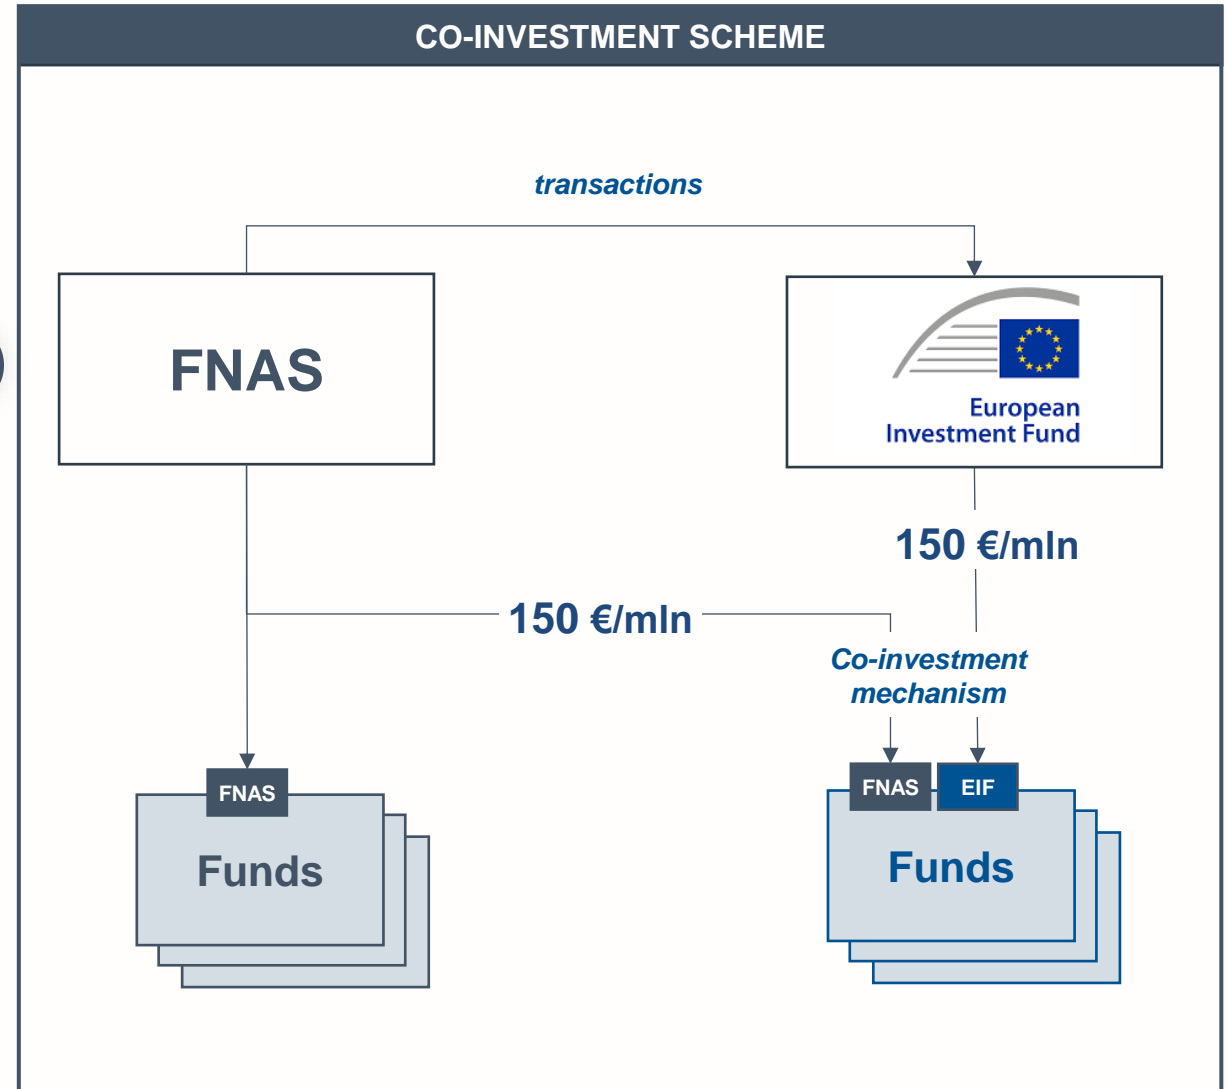 CO-INVESTMENT SCHEME
transactions
FNAS
European
Investment Fund
150 €/mln
150 €/mln
Co-investment
mechanism
FNAS
FNAS
EIF
Funds
Funds